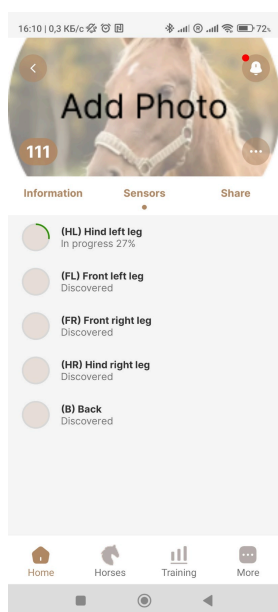 16:10 | 0,3 КБ/с
72%
Add Photo
111
Information
Sensors
Share
(HL) Hind left leg
In progress 27%
(FL) Front left leg
Discovered
(FR) Front right leg
Discovered
(HR) Hind right leg
Discovered
(B) Back
Discovered
Home
Horses
Training
More